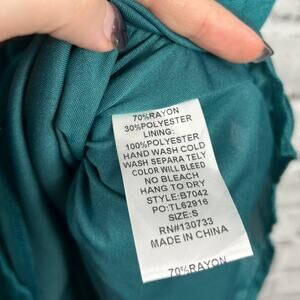 70%RAYON
30%POLYESTER
LINING:
100%POLYESTER
HAND WASH COLD
WASH SEPARA TELY
COLOR WILL BLEED
NO BLEACH
HANG TO DRY
STYLE:B7042
PO:TL62916
SIZE:S
RN#130733
MADE IN CHINA
70%RAYON